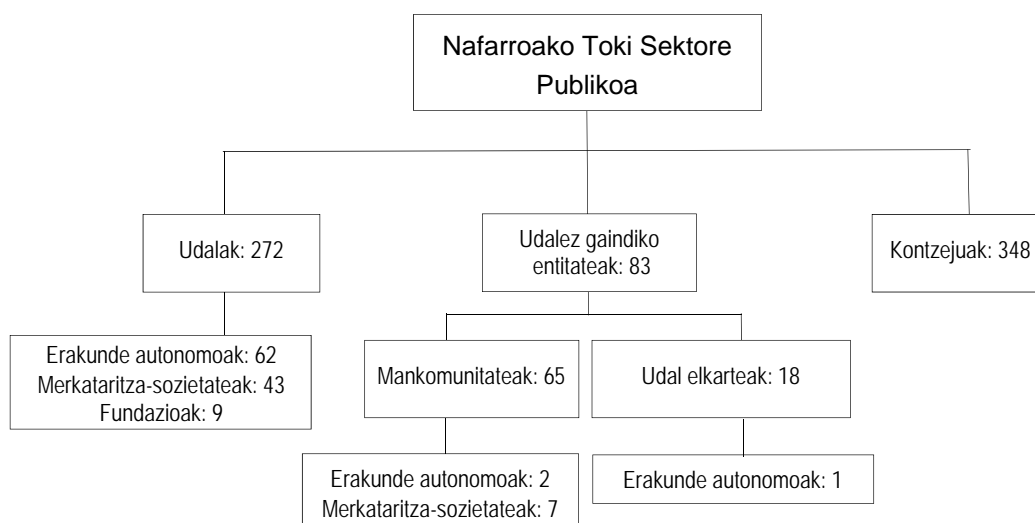 Nafarroako Toki Sektore
Publikoa
Udalak: 272
Udalez gaindiko
entitateak: 83
Kontzejuak: 348
Erakunde autonomoak: 62
Merkataritza-sozietateak: 43
Fundazioak: 9
Mankomunitateak: 65
Udal elkarteak: 18
Erakunde autonomoak: 2
Merkataritza-sozietateak: 7
Erakunde autonomoak: 1